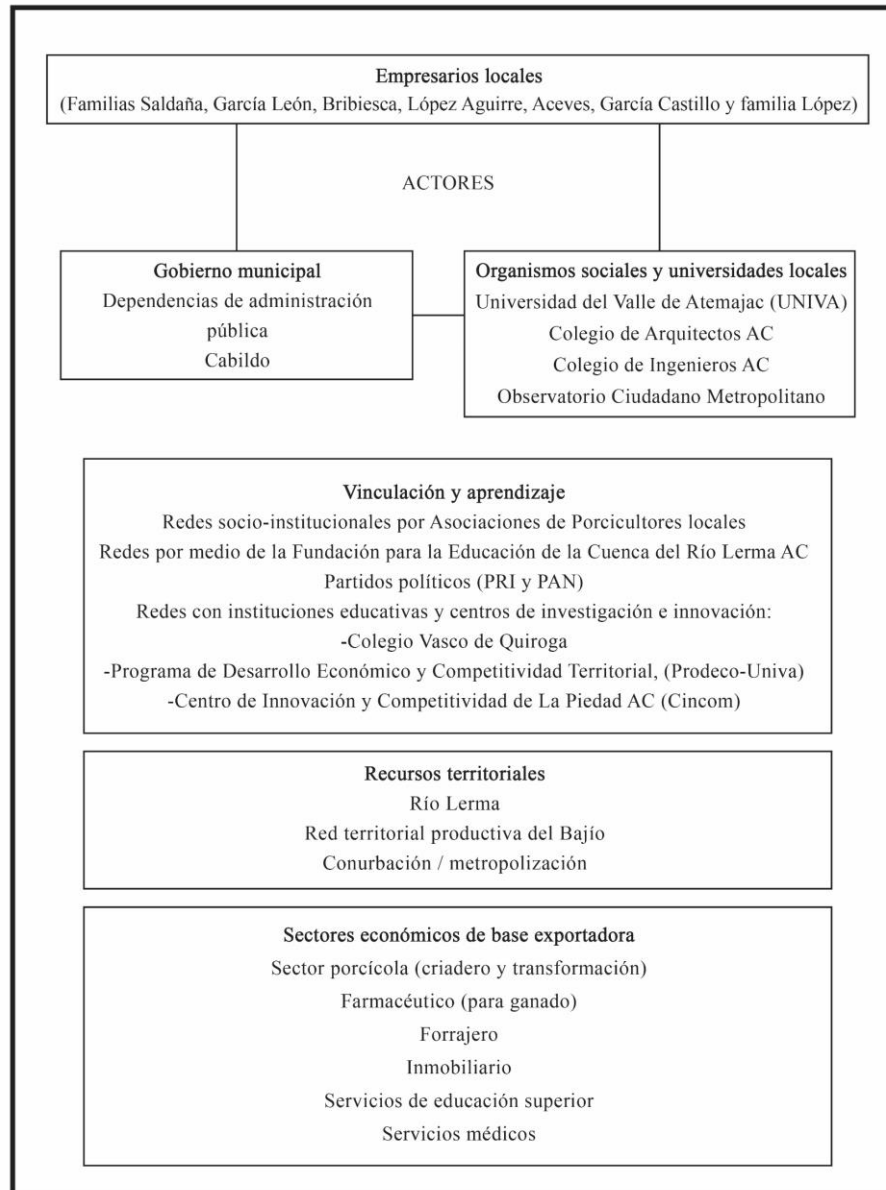 Empresarios locales
(Familias Saldaña, García León, Bribiesca, López Aguirre, Aceves, García Castillo y familia López)
ACTORES
Gobierno municipal
Dependencias de administración
pública
Cabildo
Organismos sociales y universidades locales
Universidad del Valle de Atemajac (UNIVA)
Colegio de Arquitectos AC
Colegio de Ingenieros AC
Observatorio Ciudadano Metropolitano
Vinculación y aprendizaje
Redes socio-institucionales por Asociaciones de Porcicultores locales
Redes por medio de la Fundación para la Educación de la Cuenca del Río Lerma AC
Partidos políticos (PRI y PAN)
Redes con instituciones educativas y centros de investigación e innovación:
-Colegio Vasco de Quiroga
-Programa de Desarrollo Económico y Competitividad Territorial, (Prodeco-Univa)
-Centro de Innovación y Competitividad de La Piedad AC (Cincom)
Recursos territoriales
Río Lerma
Red territorial productiva del Bajío
Conurbación / metropolización
Sectores económicos de base exportadora
Sector porcícola (criadero y transformación)
Farmacéutico (para ganado)
Forrajero
Inmobiliario
Servicios de educación superior
Servicios médicos